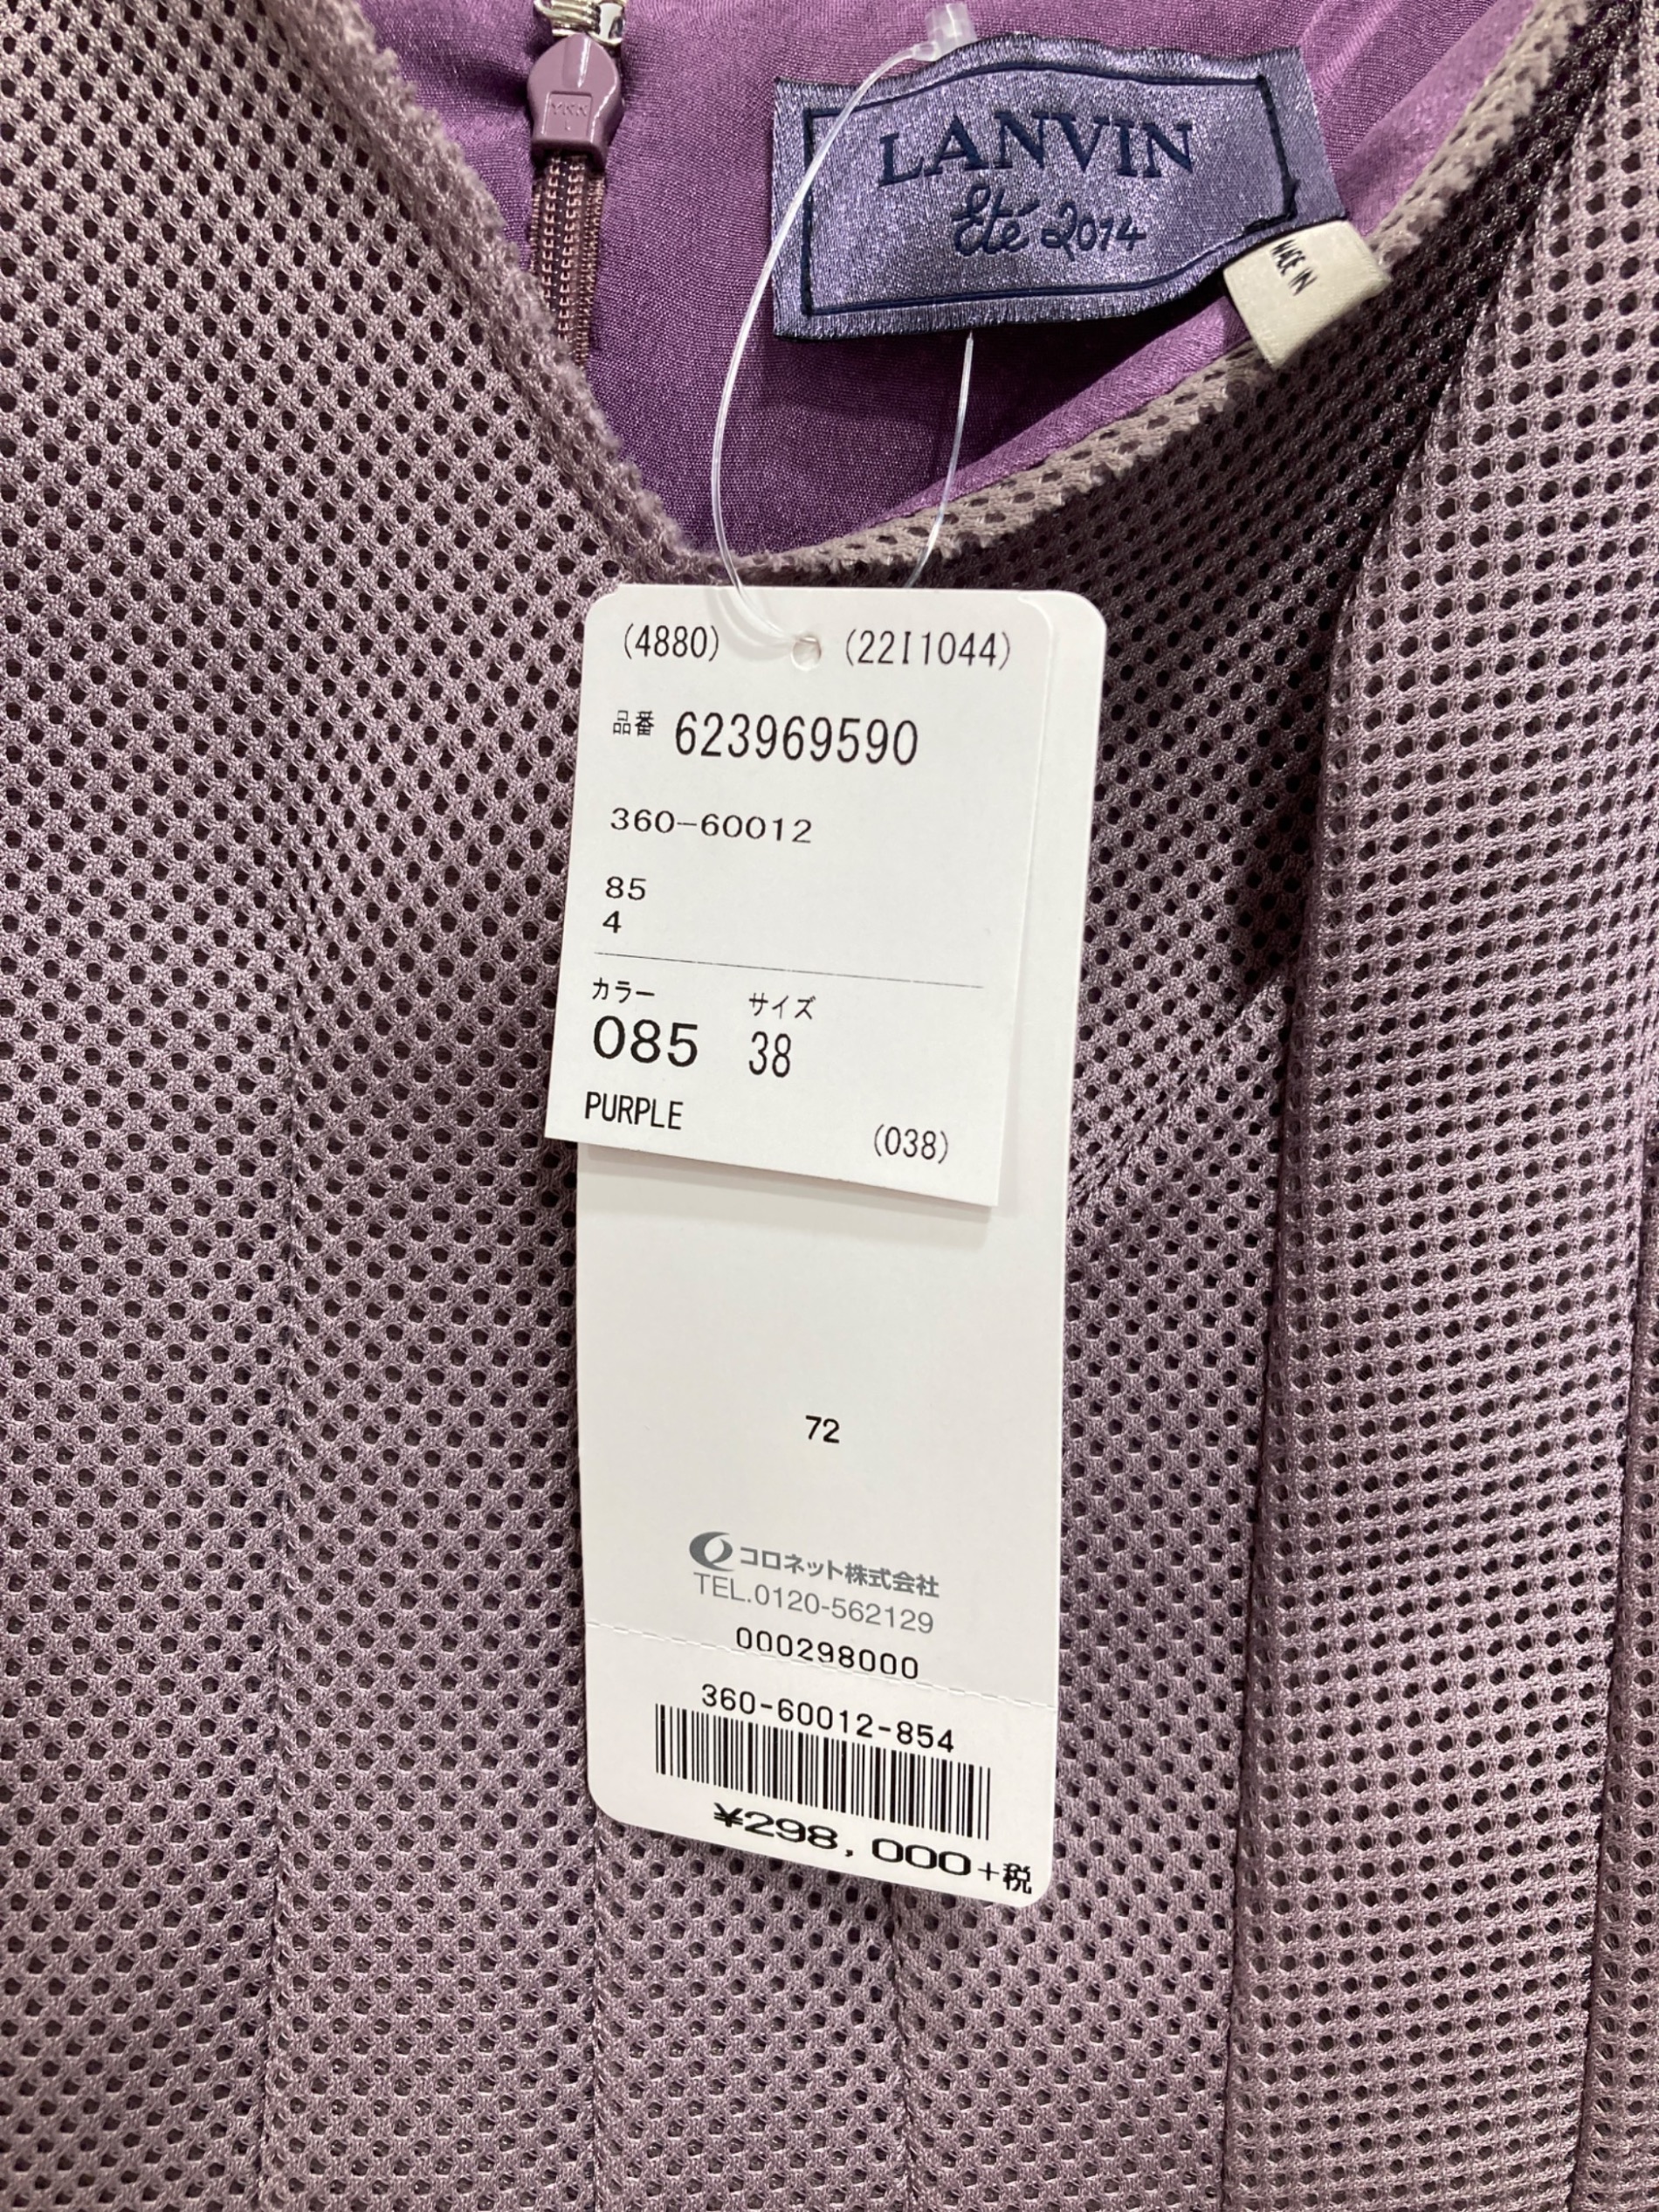 YKK
LANVIN
Eté 2014
MADE IN
(4880) (22I1044)
品番 623969590
360-60012
85
4
カラー サイズ
085 38
PURPLE
(038)
72
コロネット株式会社
TEL.0120-562129
000298000
360-60012-854
¥298,000+税